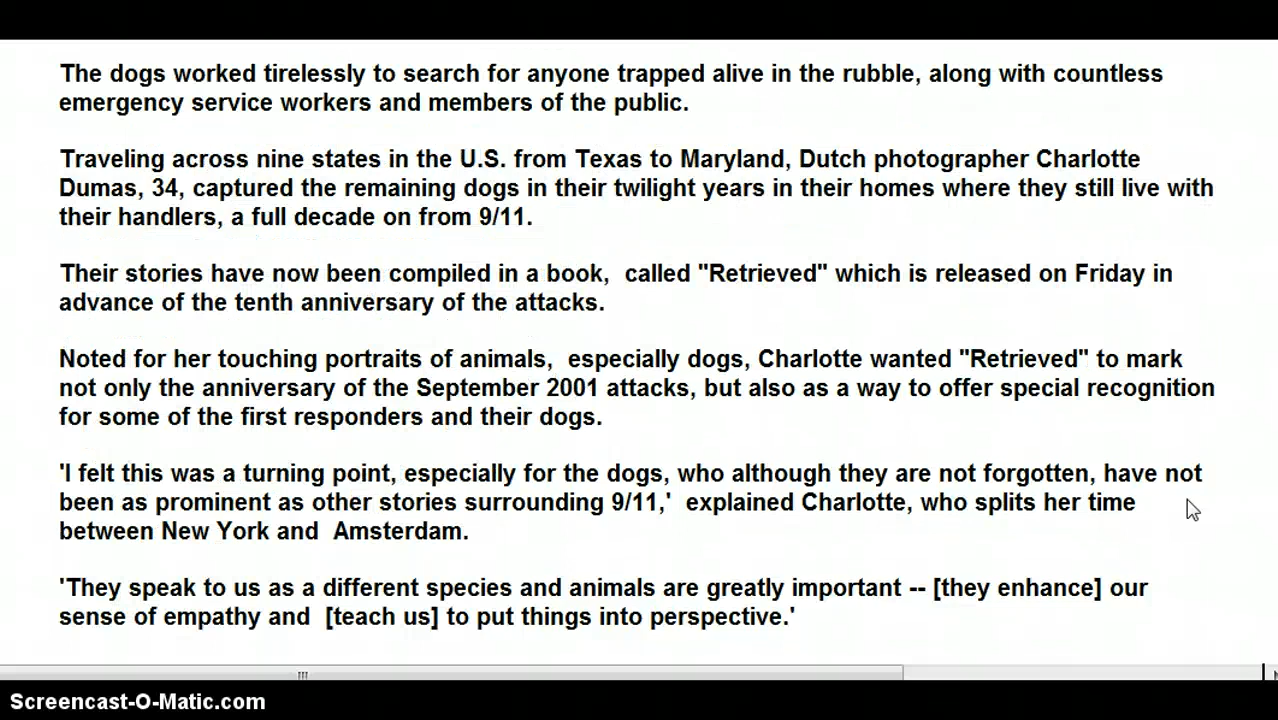 The dogs worked tirelessly to search for anyone trapped alive in the rubble, along with countless
emergency service workers and members of the public.
Traveling across nine states in the U.S. from Texas to Maryland, Dutch photographer Charlotte
Dumas, 34, captured the remaining dogs in their twilight years in their homes where they still live with
their handlers, a full decade on from 9/11.
Their stories have now been compiled in a book,  called "Retrieved" which is released on Friday in
advance of the tenth anniversary of the attacks.
Noted for her touching portraits of animals,  especially dogs, Charlotte wanted "Retrieved" to mark
not only the anniversary of the September 2001 attacks, but also as a way to offer special recognition
for some of the first responders and their dogs.
'I felt this was a turning point, especially for the dogs, who although they are not forgotten, have not
been as prominent as other stories surrounding 9/11,'  explained Charlotte, who splits her time
between New York and  Amsterdam.
'They speak to us as a different species and animals are greatly important -- [they enhance] our
sense of empathy and  [teach us] to put things into perspective.'
Screencast-O-Matic.com